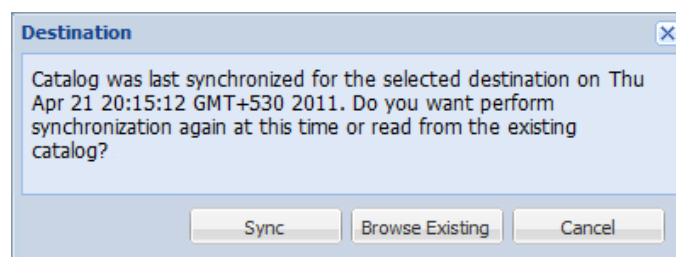 Destination
Catalog was last synchronized for the selected destination on Thu
Apr 21 20:15:12 GMT+530 2011. Do you want perform
synchronization again at this time or read from the existing
catalog?
Sync Browse Existing Cancel